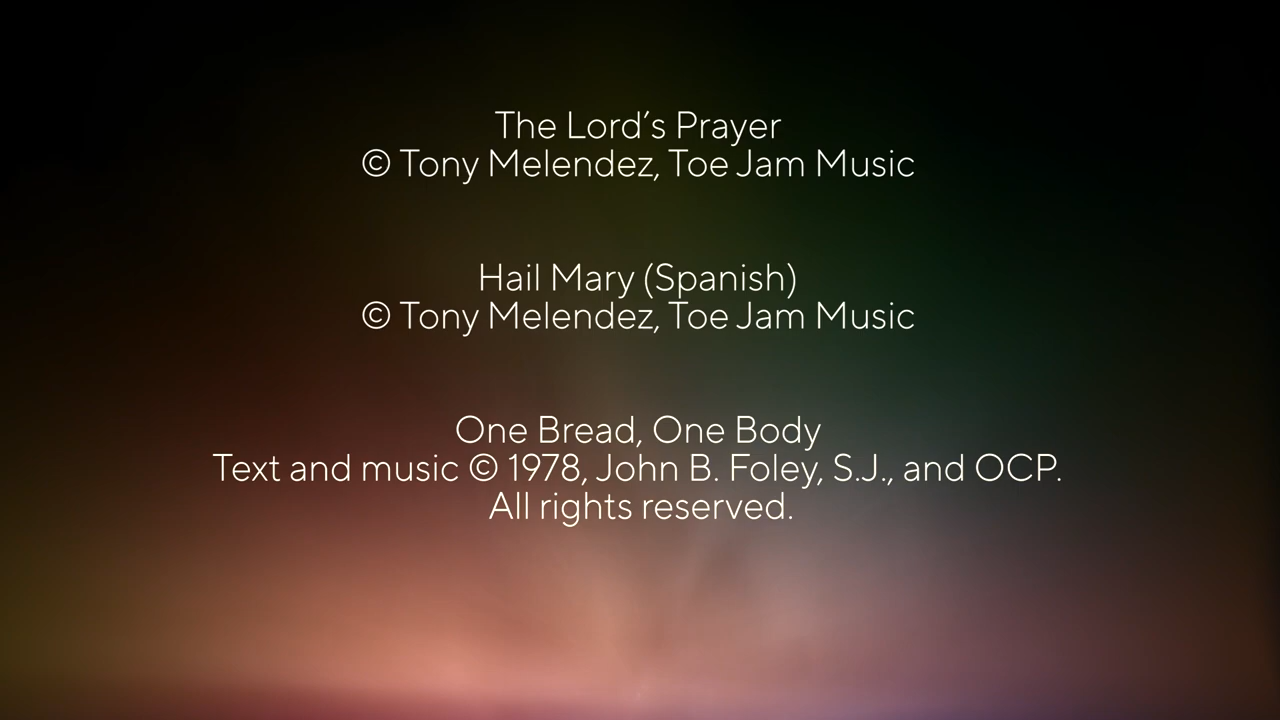 The Lord's Prayer
© Tony Melendez, Toe Jam Music
Hail Mary (Spanish)
© Tony Melendez, Toe Jam Music
One Bread, One Body
Text and music © 1978, John B. Foley, S.J., and OCP.
All rights reserved.